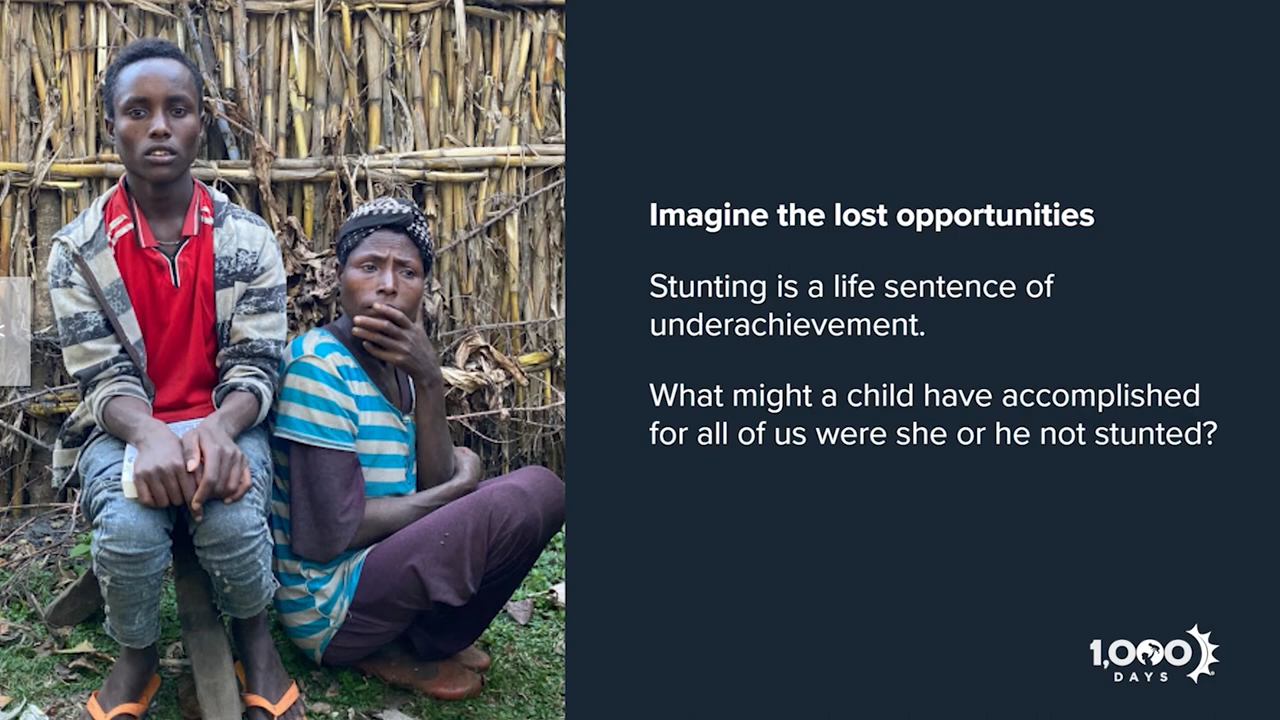 Imagine the lost opportunities
Stunting is a life sentence of
underachievement.
What might a child have accomplished
for all of us were she or he not stunted?
1,000
DAYS